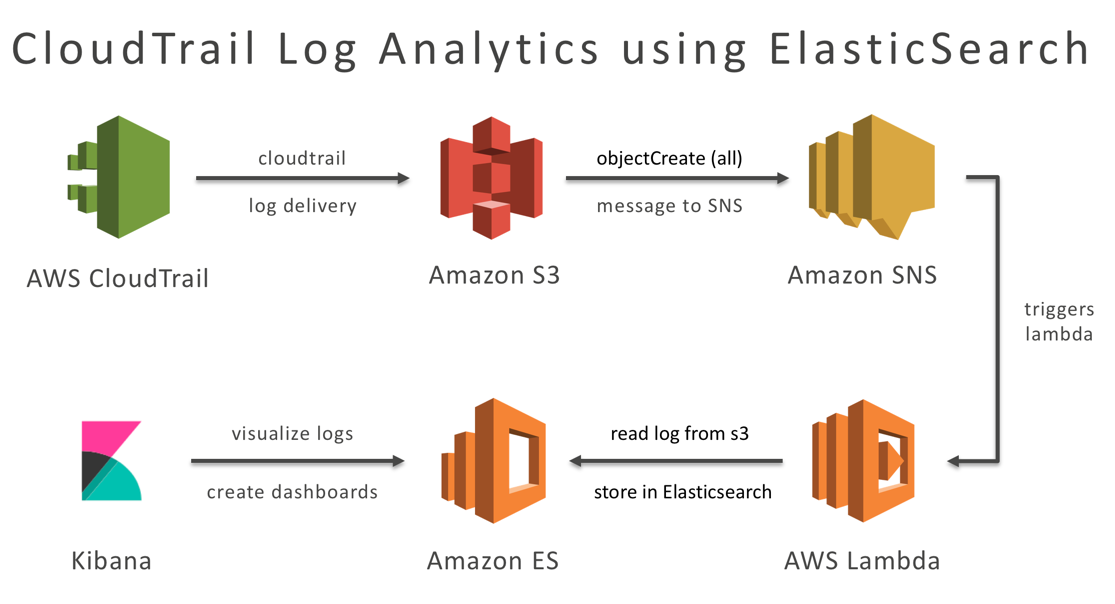 CloudTrail Log Analytics using ElasticSearch
cloudtrail
log delivery
objectCreate (all)
message to SNS
AWS CloudTrail
Amazon S3
Amazon SNS
triggers
lambda
visualize logs
create dashboards
read log from s3
store in Elasticsearch
Kibana
Amazon ES
AWS Lambda